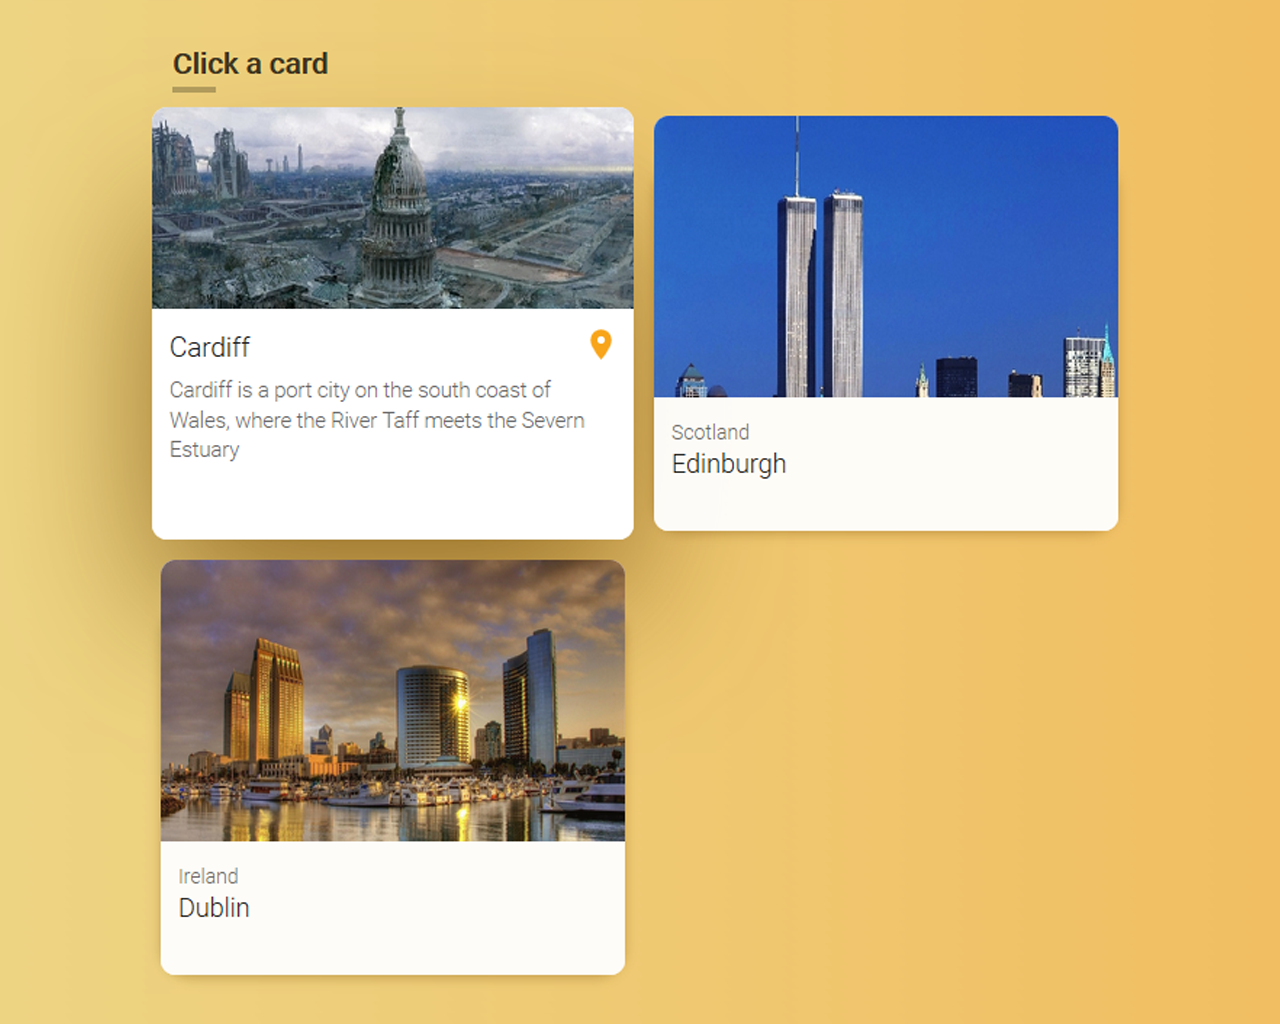 Click a card
Cardiff
Cardiff is a port city on the south coast of
Wales, where the River Taff meets the Severn
Estuary
Scotland
Edinburgh
Ireland
Dublin